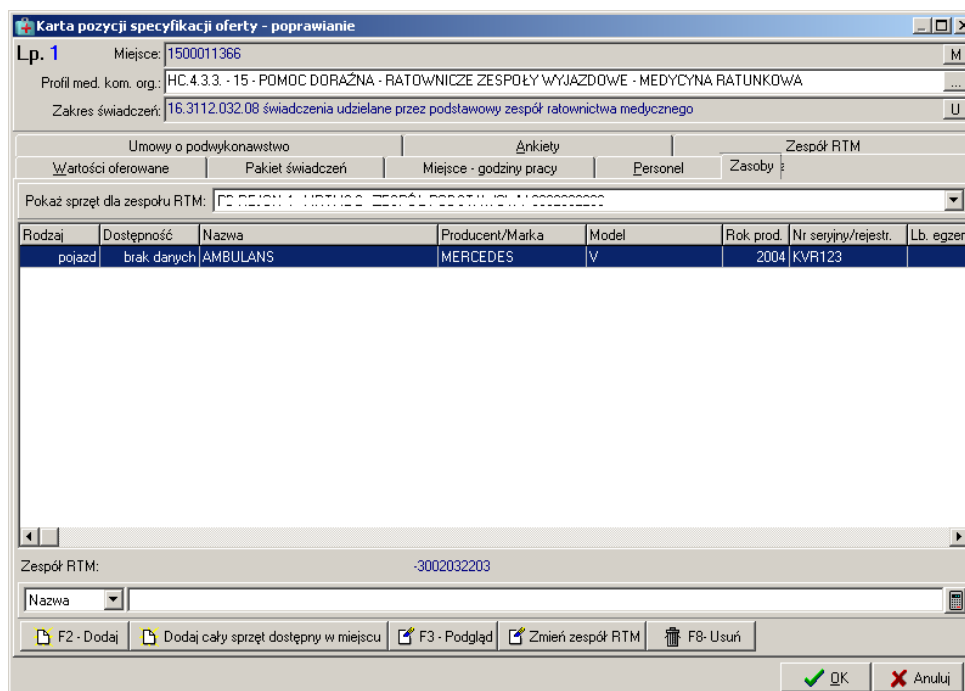 Karta pozycji specyfikacji oferty - poprawianie
Lp. 1 Miejsce: 1500011366 M
Profil med. kom. org.: HC.4.3.3. - 15 - POMOC DORAŹNA - RATOWNICZE ZESPOŁY WYJAZDOWE - MEDYCYNA RATUNKOWA ...
Zakres świadczeń: 16.3112.032.08 świadczenia udzielane przez podstawowy zespół ratownictwa medycznego U
Umowy o podwykonawstwo Ankiety Zespół RTM
Wartości oferowane Pakiet świadczeń Miejsce - godziny pracy Personel Zasoby
Pokaż sprzęt dla zespołu RTM:
Rodzaj Dostępność Nazwa Producent/Marka Model Rok prod. Nr seryjny/rejestr. Lb. egzer
pojazd brak danych AMBULANS MERCEDES V 2004 KVR123
Zespół RTM: -3002032203
Nazwa
F2 - Dodaj Dodaj cały sprzęt dostępny w miejscu F3 - Podgląd Zmień zespół RTM F8- Usuń
OK Anuluj